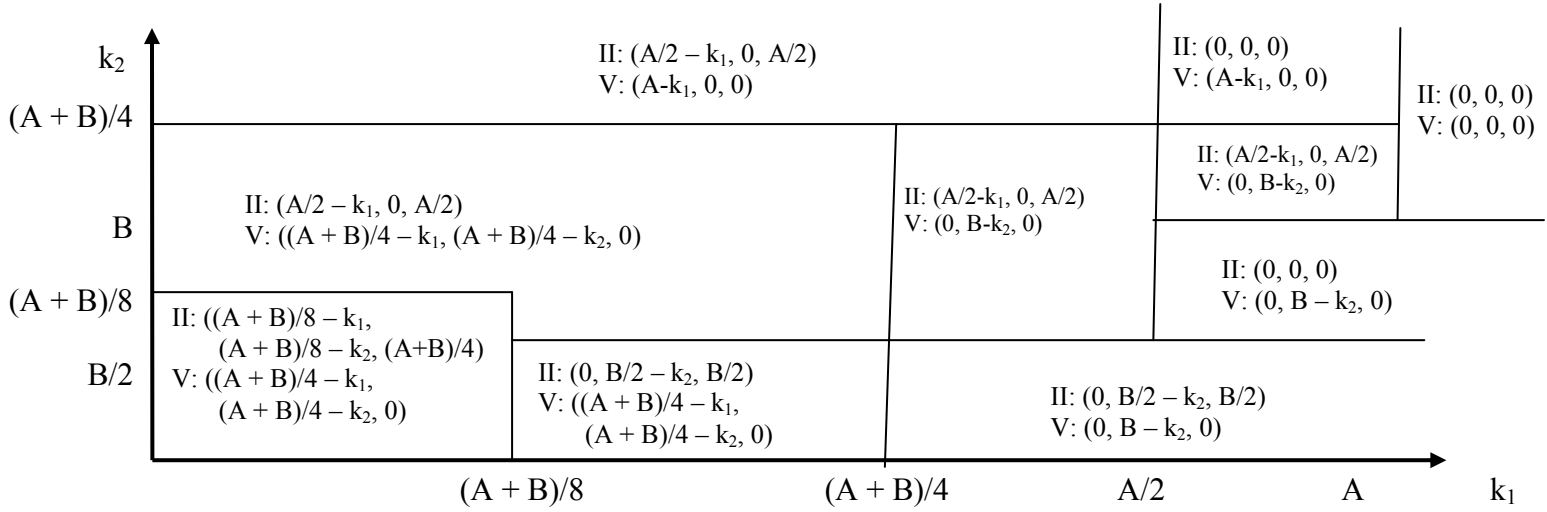 k₂
(A + B)/4
B
(A + B)/8
B/2
II: (A/2 – k₁, 0, A/2)
V: (A-k₁, 0, 0)
II: (0, 0, 0)
V: (A-k₁, 0, 0)
II: (0, 0, 0)
V: (0, 0, 0)
II: (A/2 – k₁, 0, A/2)
V: ((A + B)/4 – k₁, (A + B)/4 – k₂, 0)
II: (A/2-k₁, 0, A/2)
V: (0, B-k₂, 0)
II: (A/2-k₁, 0, A/2)
V: (0, B-k₂, 0)
II: (0, 0, 0)
V: (0, B – k₂, 0)
II: ((A + B)/8 – k₁,
(A + B)/8 – k₂, (A+B)/4)
V: ((A + B)/4 – k₁,
(A + B)/4 – k₂, 0)
II: (0, B/2 – k₂, B/2)
V: ((A + B)/4 – k₁,
(A + B)/4 – k₂, 0)
II: (0, B/2 – k₂, B/2)
V: (0, B – k₂, 0)
(A + B)/8
(A + B)/4
A/2
A
k₁